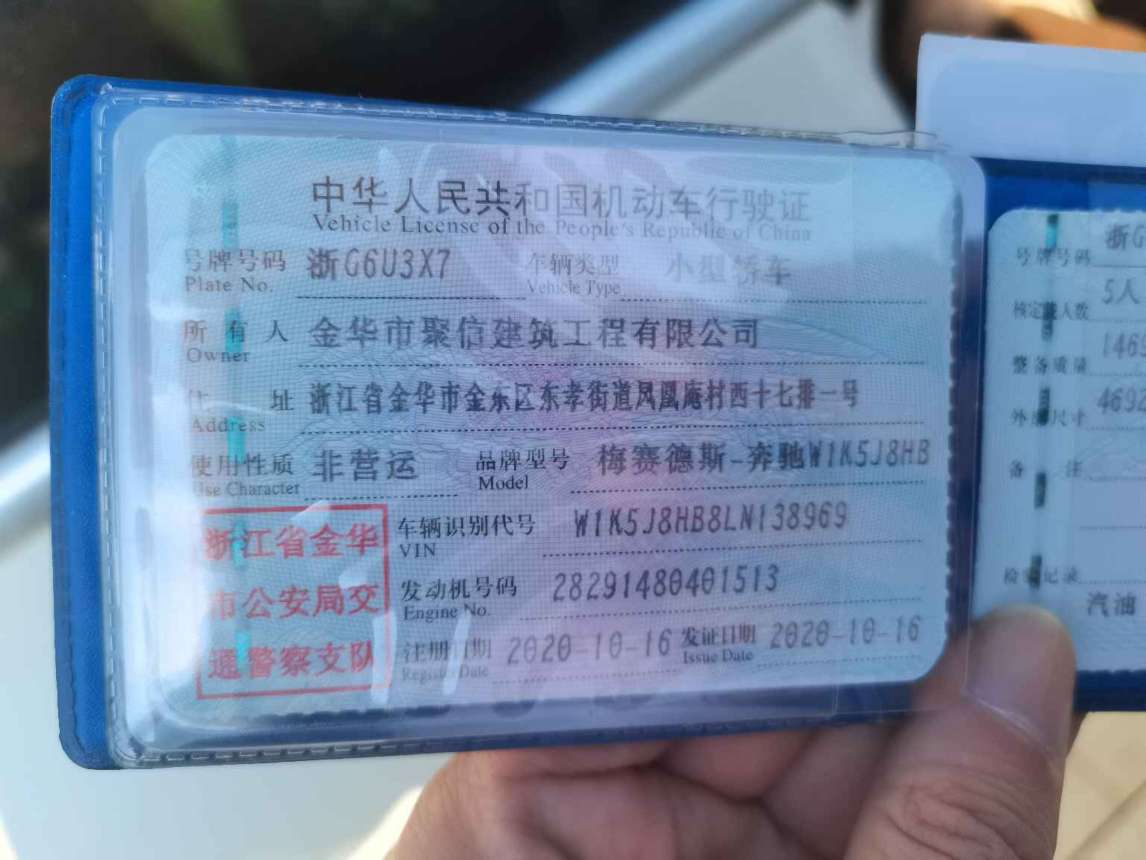 中华人民共和国机动车行驶证
Vehicle License of the People's Republic of China
号牌号码 浙G6U3X7 车辆类型 小型轿车
Plate No. Vehicle Type
所有人 金华市聚信建筑工程有限公司
Owner
住址 浙江省金华市金东区东孝街道凤凰庵村西十七排一号
Address
使用性质 非营运 品牌型号 梅赛德斯-奔驰W1K5J8HB
Use Character Model
浙江省金华
市公安局交
通警察支队
车辆识别代号 W1K5J8HB8LN138969
VIN
发动机号码 28291480401513
Engine No.
注册日期 2020-10-16 发证日期 2020-10-16
Register Date Issue Date
号牌号码 浙G
核定载人数 5人
整备质量 146
外廓尺寸 469
备注
检验记录
汽油